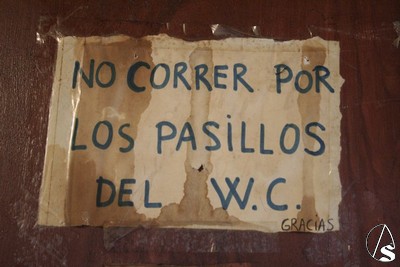 NO CORRER POR
LOS PASILLOS
DEL W.C.
GRACIAS